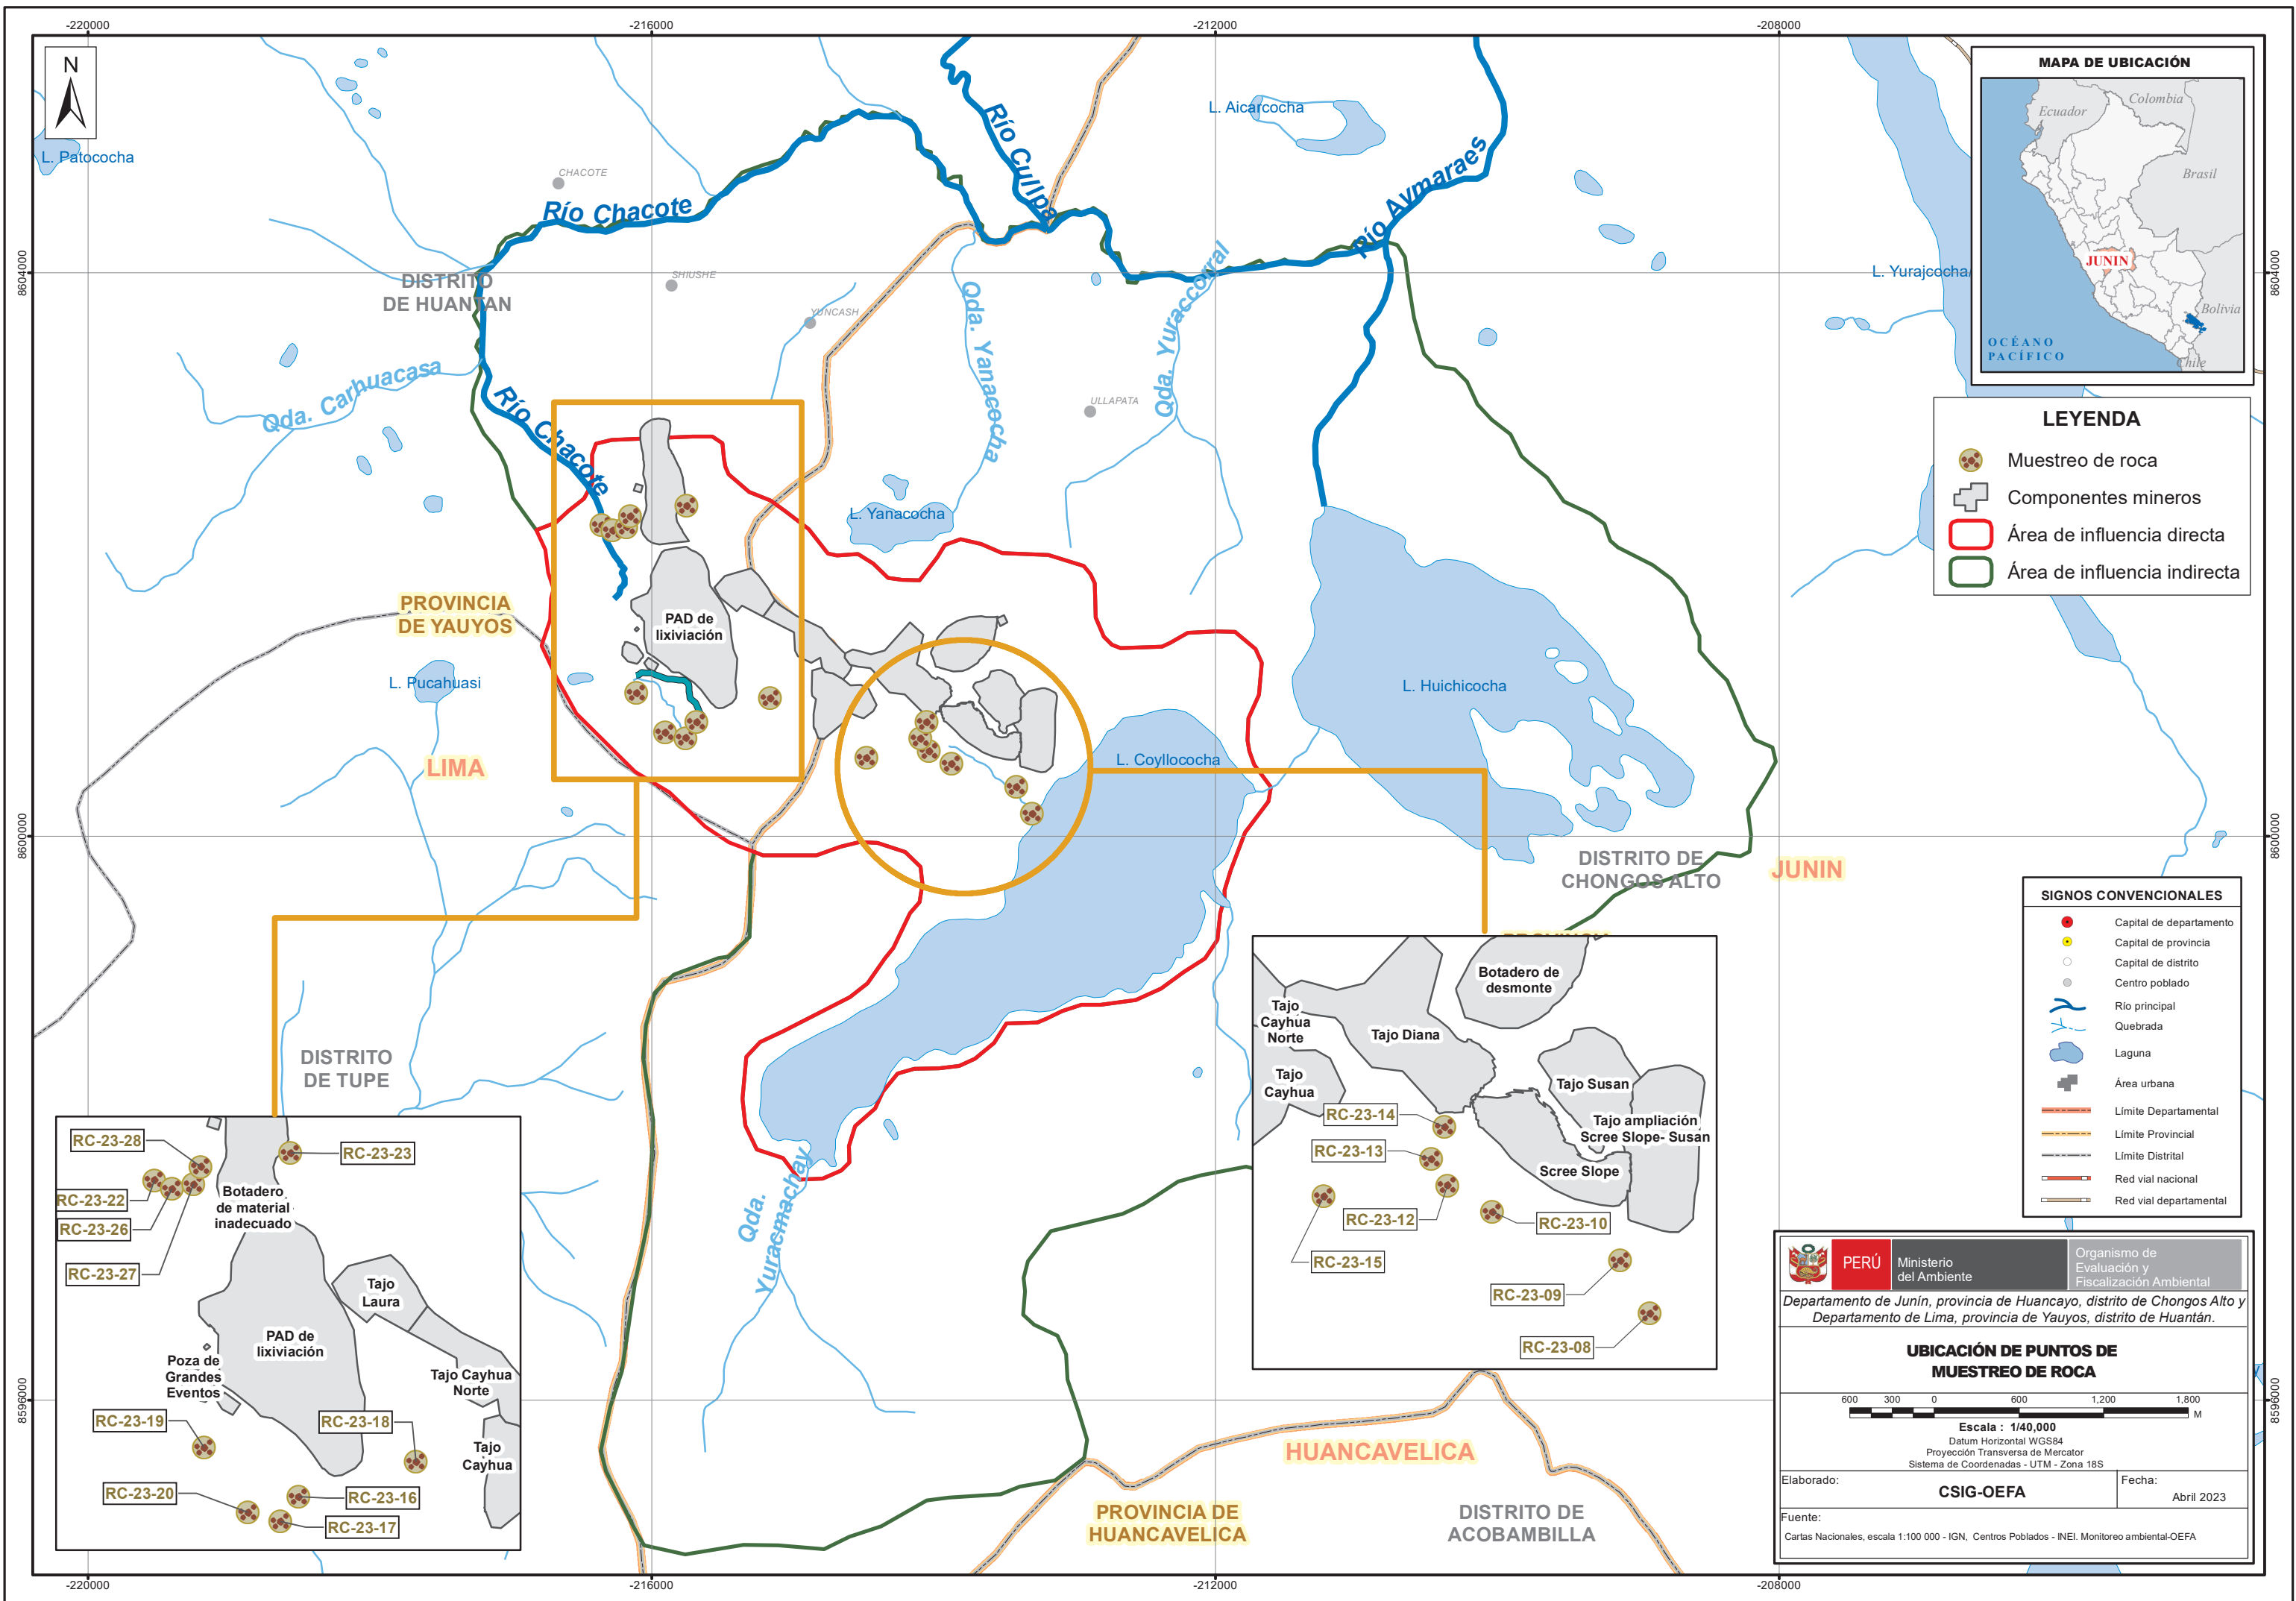 -220000
-216000
-212000
-208000
N
8604000
8600000
8596000
8604000
8600000
8596000
L. Patococha
CHACOTE
Río Chacote
Río Cullpa
L. Aicarcocha
Río Aymaraes
DISTRITO
DE HUANTAN
SHIUSHE
YUNCASH
Qda. Yanacocha
Qda. Yuraccorral
L. Yurajcocha
Qda. Carhuacasa
Río Chacote
ULLAPATA
L. Yanacocha
PROVINCIA
DE YAUYOS
PAD de
lixiviación
L. Pucahuasi
L. Huichicocha
LIMA
L. Coyllococha
DISTRITO DE
CHONGOS ALTO
JUNIN
DISTRITO
DE TUPE
Qda.
Yuracmachay
HUANCAVELICA
PROVINCIA DE
HUANCAVELICA
DISTRITO DE
ACOBAMBILLA
RC-23-28
RC-23-23
RC-23-22
RC-23-26
RC-23-27
Botadero
de material
inadecuado
Tajo
Laura
PAD de
lixiviación
Poza de
Grandes
Eventos
Tajo Cayhua
Norte
RC-23-19
RC-23-18
Tajo
Cayhua
RC-23-20
RC-23-16
RC-23-17
Botadero de
desmonte
Tajo
Cayhua
Norte
Tajo Diana
Tajo
Cayhua
Tajo Susan
RC-23-14
Tajo ampliación
Scree Slope- Susan
RC-23-13
Scree Slope
RC-23-12
RC-23-10
RC-23-15
RC-23-09
RC-23-08
MAPA DE UBICACIÓN
Ecuador
Colombia
Brasil
JUNIN
Bolivia
OCÉANO
PACÍFICO
Chile
LEYENDA
Muestreo de roca
Componentes mineros
Área de influencia directa
Área de influencia indirecta
SIGNOS CONVENCIONALES
Capital de departamento
Capital de provincia
Capital de distrito
Centro poblado
Río principal
Quebrada
Laguna
Área urbana
Límite Departamental
Límite Provincial
Límite Distrital
Red vial nacional
Red vial departamental
PERÚ
Ministerio
del Ambiente
Organismo de
Evaluación y
Fiscalización Ambiental
Departamento de Junín, provincia de Huancayo, distrito de Chongos Alto y
Departamento de Lima, provincia de Yauyos, distrito de Huantán.
UBICACIÓN DE PUNTOS DE
MUESTREO DE ROCA
600 300 0 600 1,200 1,800
M
Escala : 1/40,000
Datum Horizontal WGS84
Proyección Transversa de Mercator
Sistema de Coordenadas - UTM - Zona 18S
Elaborado:
CSIG-OEFA
Fecha:
Abril 2023
Fuente:
Cartas Nacionales, escala 1:100 000 - IGN, Centros Poblados - INEI. Monitoreo ambiental-OEFA
-220000
-216000
-212000
-208000